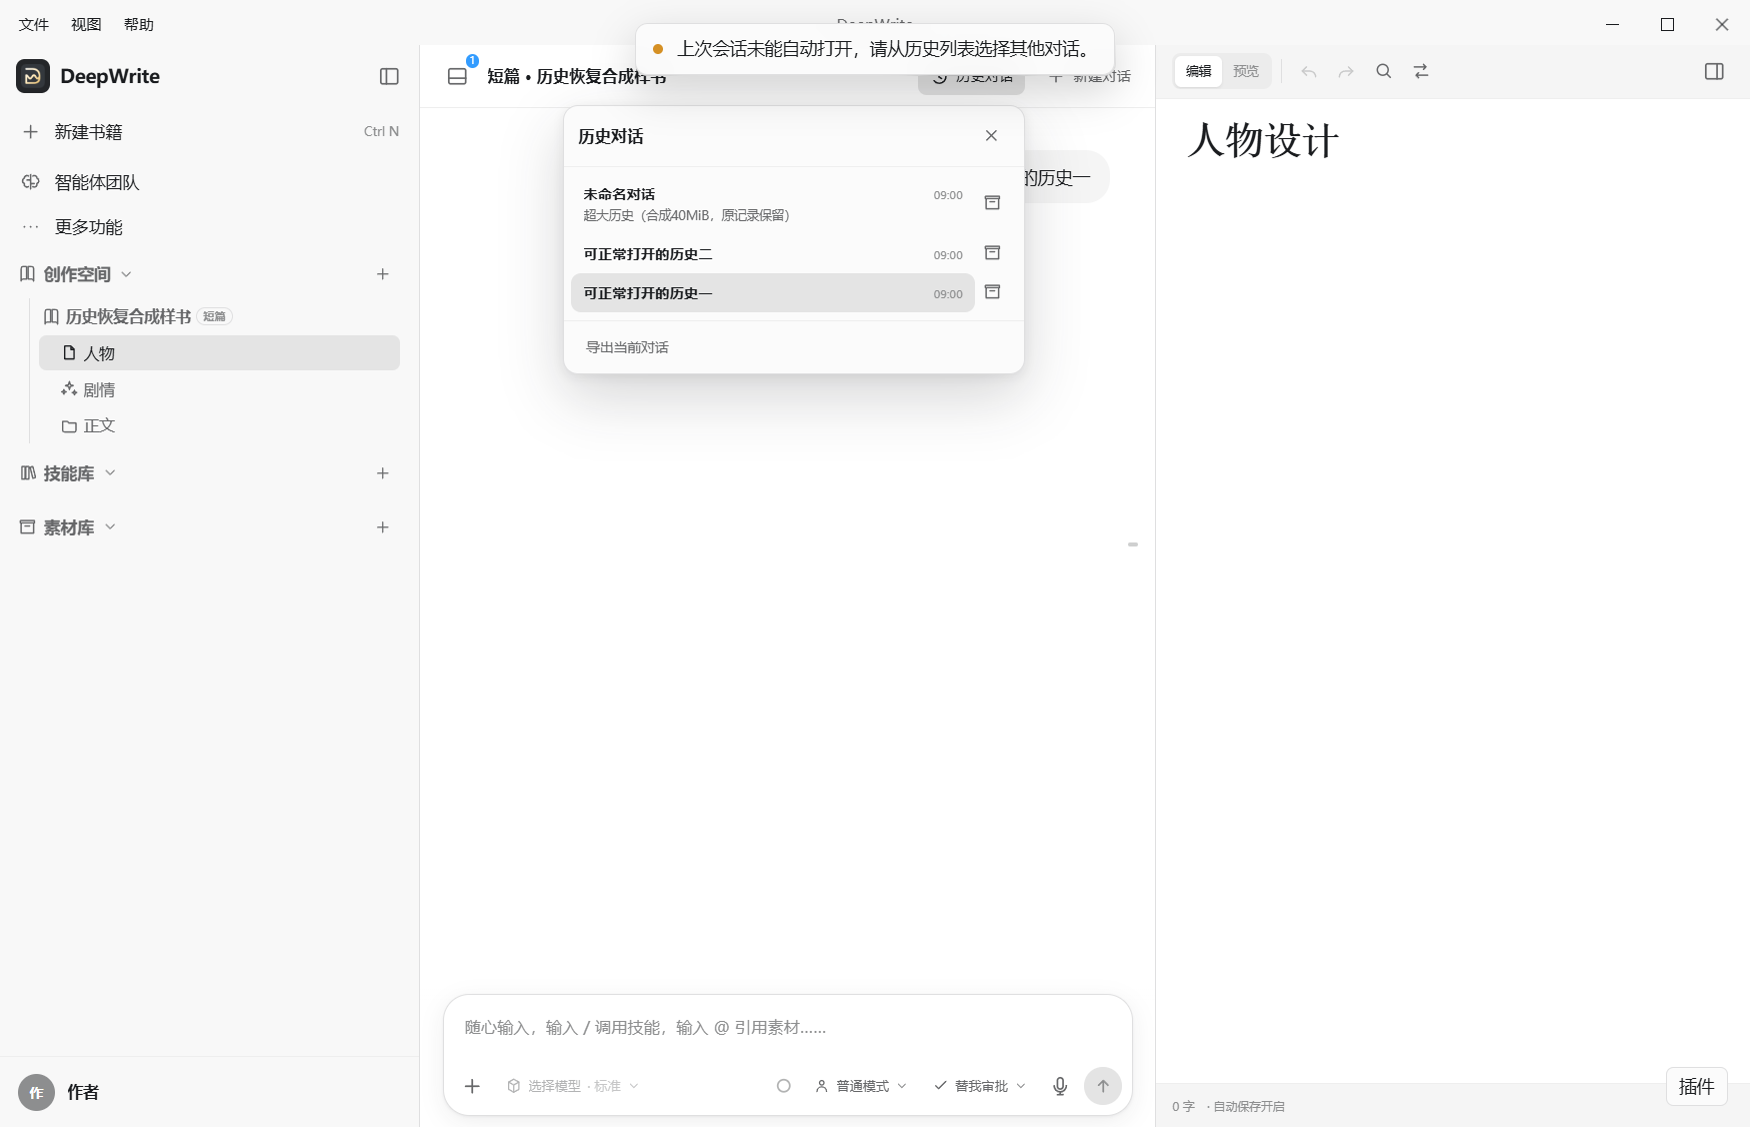 文件 视图 帮助
上次会话未能自动打开，请从历史列表选择其他对话。
DeepWrite
1
短篇 • 历史恢复合成样书
历史对话
新建对话
编辑 预览
新建书籍 Ctrl N
智能体团队
更多功能
创作空间
历史恢复合成样书 短篇
人物
剧情
正文
技能库
素材库
作 作者
历史对话
未命名对话 09:00
超大历史（合成40MiB，原记录保留）
可正常打开的历史二 09:00
可正常打开的历史一 09:00
导出当前对话
的历史一
随心输入，输入 / 调用技能，输入 @ 引用素材......
选择模型 · 标准
普通模式
替我审批
人物设计
0 字 · 自动保存开启
插件